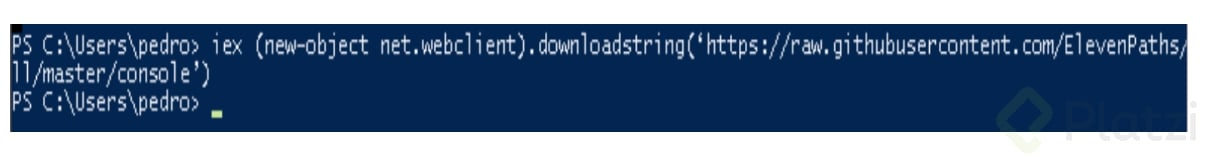 PS C:\Users\pedro> iex (new-object net.webclient).downloadstring(‘https://raw.githubusercontent.com/ElevenPaths/
ll/master/console’)
PS C:\Users\pedro>
Platzi